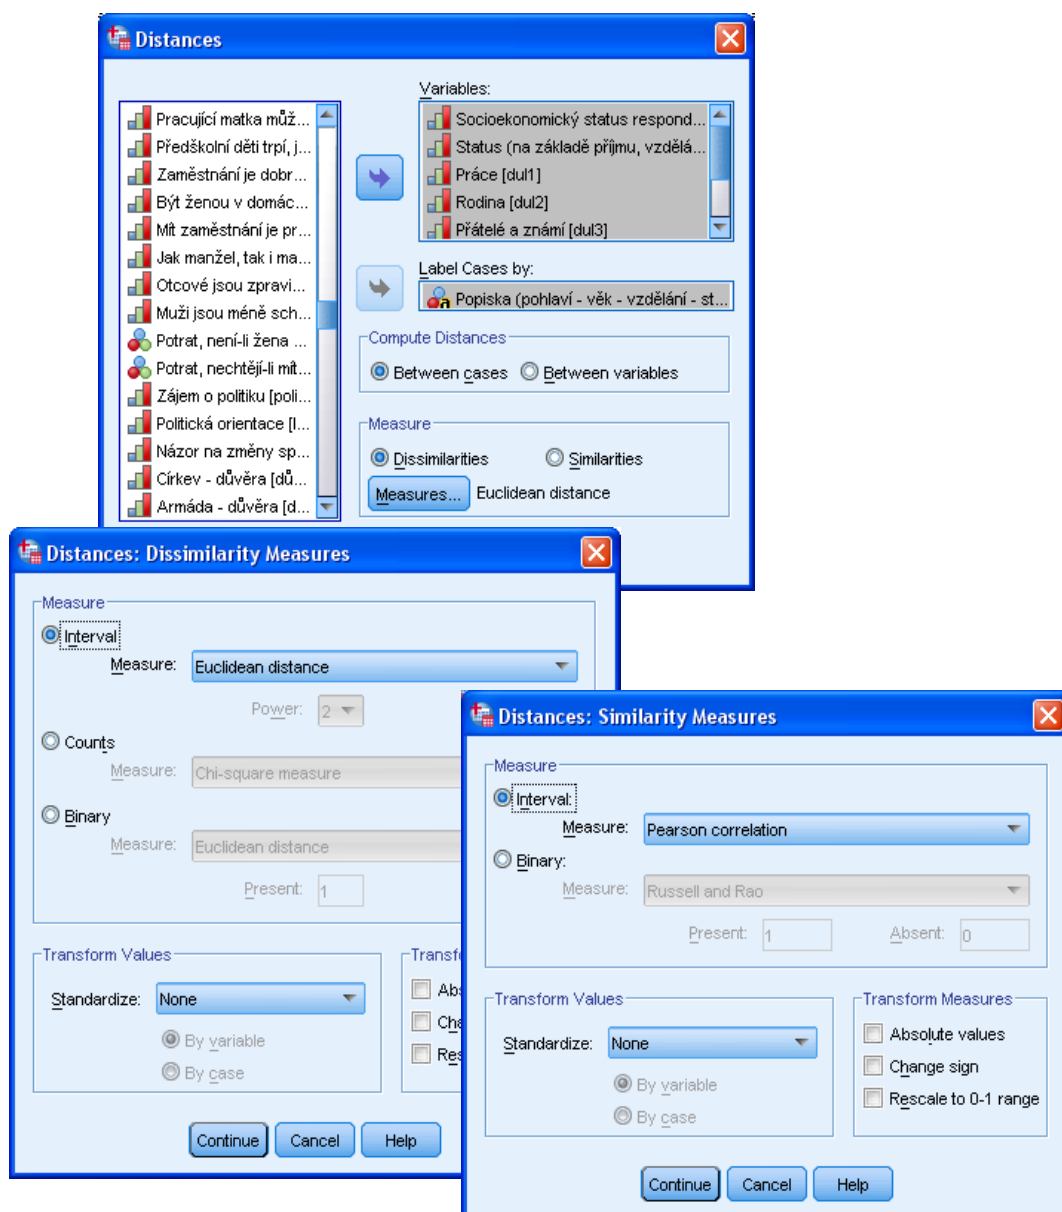 Distances
Variables:
Pracující matka můž...
Předškolní děti trpí, j...
Zaměstnání je dobr...
Být ženou v domác...
Mít zaměstnání je pr...
Jak manžel, tak i ma...
Otcové jsou zpravi...
Muži jsou méně sch...
Potrat, není-li žena ...
Potrat, nechtějí-li mít...
Zájem o politiku [poli...
Politická orientace [l...
Názor na změny sp...
Církev - důvěra [dů...
Armáda - důvěra [d...
Socioekonomický status respond...
Status (na základě příjmu, vzdělá...
Práce [dul1]
Rodina [dul2]
Přátelé a známí [dul3]
Label Cases by:
Popiska (pohlaví - věk - vzdělání - st...
Compute Distances
Between cases Between variables
Measure
Dissimilarities Similarities
Measures... Euclidean distance
Distances: Dissimilarity Measures
Measure
Interval
Measure: Euclidean distance
Power: 2
Counts
Measure: Chi-square measure
Binary
Measure: Euclidean distance
Present: 1
Transform Values
Standardize: None
By variable
By case
Transf
Abs
Cha
Res
Continue Cancel Help
Distances: Similarity Measures
Measure
Interval:
Measure: Pearson correlation
Binary:
Measure: Russell and Rao
Present: 1 Absent: 0
Transform Values
Standardize: None
By variable
By case
Transform Measures
Absolute values
Change sign
Rescale to 0-1 range
Continue Cancel Help